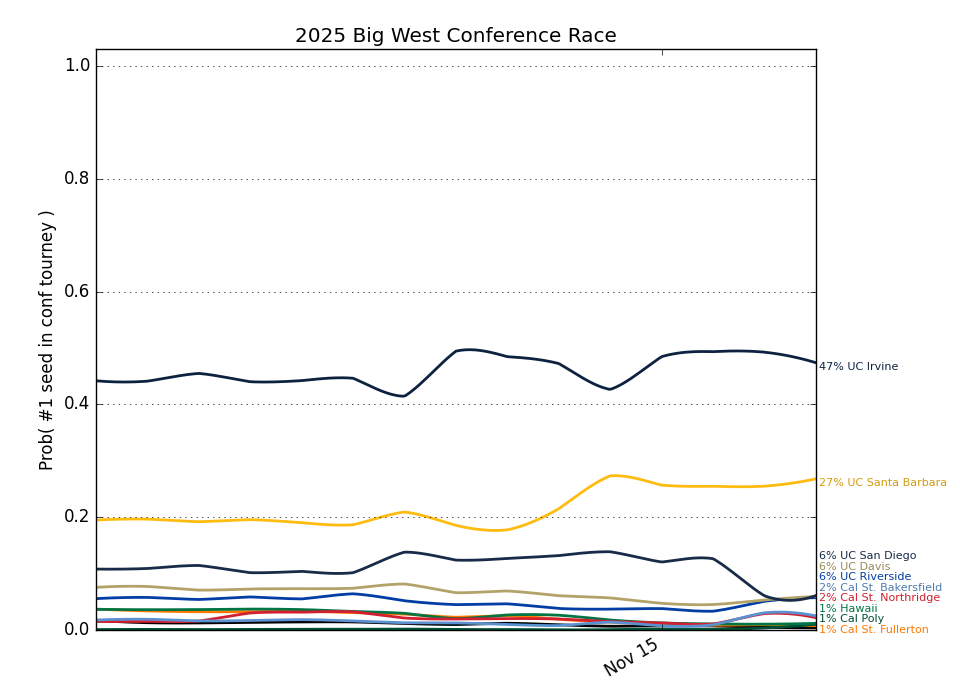 2025 Big West Conference Race
Prob( #1 seed in conf tourney )
1.0
0.8
0.6
0.4
0.2
0.0
Nov 15
47% UC Irvine
27% UC Santa Barbara
6% UC San Diego
6% UC Davis
6% UC Riverside
2% Cal St. Bakersfield
2% Cal St. Northridge
1% Hawaii
1% Cal Poly
1% Cal St. Fullerton